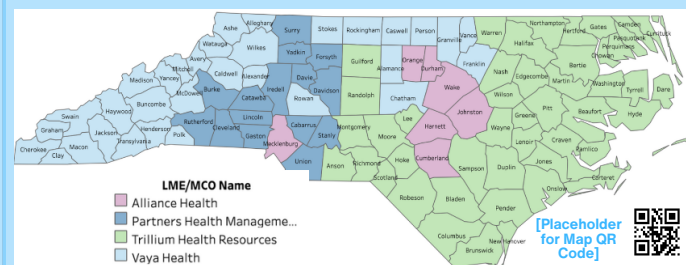 Ashe
Alleghany
Surry
Stokes
Rockingham
Caswell
Person
Granville
Vance
Warren
Northampton
Hertford
Gates
Camden
Currituck
Pasquotank
Perquimans
Chowan
Halifax
Bertie
Watauga
Wilkes
Yadkin
Forsyth
Guilford
Alamance
Orange
Durham
Franklin
Nash
Edgecombe
Martin
Washington
Tyrrell
Dare
Avery
Mitchell
Madison
Yancey
Caldwell
Alexander
Iredell
Davie
Davidson
Randolph
Chatham
Wake
Wilson
Pitt
Beaufort
Hyde
McDowell
Burke
Catawba
Rowan
Buncombe
Haywood
Swain
Graham
Cherokee
Clay
Macon
Jackson
Transylvania
Henderson
Polk
Rutherford
Cleveland
Lincoln
Gaston
Mecklenburg
Cabarrus
Stanly
Union
Montgomery
Moore
Lee
Harnett
Johnston
Wayne
Greene
Lenoir
Craven
Pamlico
Jones
Carteret
Onslow
Duplin
Sampson
Cumberland
Hoke
Scotland
Richmond
Anson
Robeson
Bladen
Pender
Columbus
Brunswick
New Hanover
LME/MCO Name
Alliance Health
Partners Health Manageme...
Trillium Health Resources
Vaya Health
[Placeholder
for Map QR
Code]